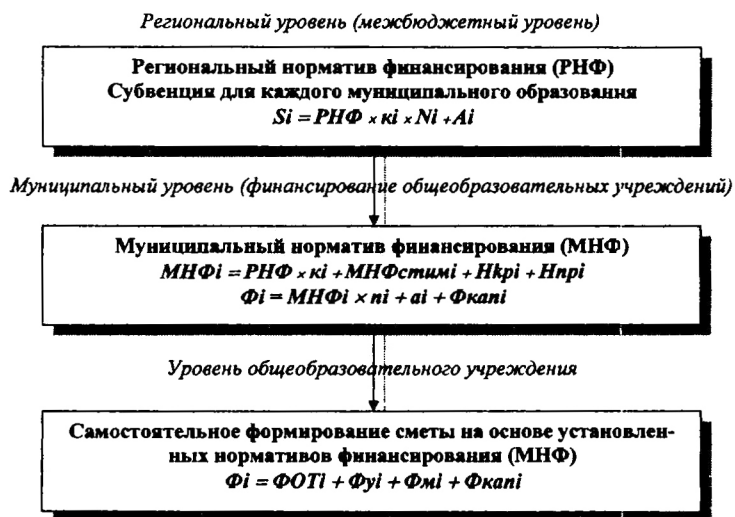 Региональный уровень (межбюджетный уровень)
Региональный норматив финансирования (РНФ)
Субвенция для каждого муниципального образования
Si = РНФ × кi × Ni + Ai
Муниципальный уровень (финансирование общеобразовательных учреждений)
Муниципальный норматив финансирования (МНФ)
МНФi = РНФ × кi + МНФстимi + Нкрi + Нпрi
Фi = МНФi × ni + ai + Фкапi
Уровень общеобразовательного учреждения
Самостоятельное формирование сметы на основе установлен-
ных нормативов финансирования (МНФ)
Фi = ФОТi + Фуi + Фмi + Фкапi